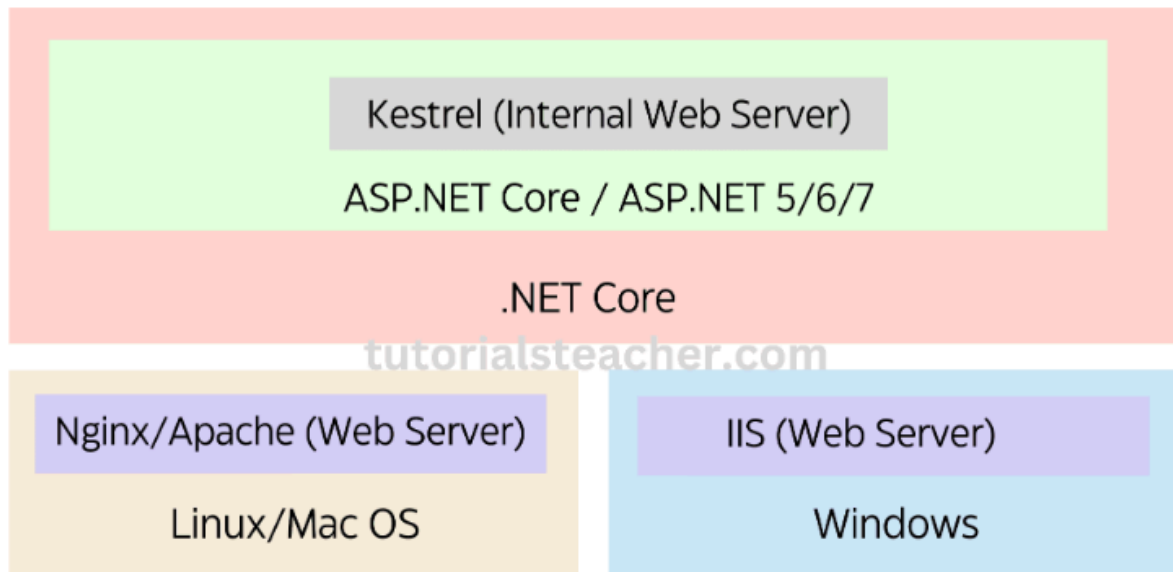 Kestrel (Internal Web Server)
ASP.NET Core / ASP.NET 5/6/7
.NET Core
tutorialsteacher.com
Nginx/Apache (Web Server)
Linux/Mac OS
IIS (Web Server)
Windows